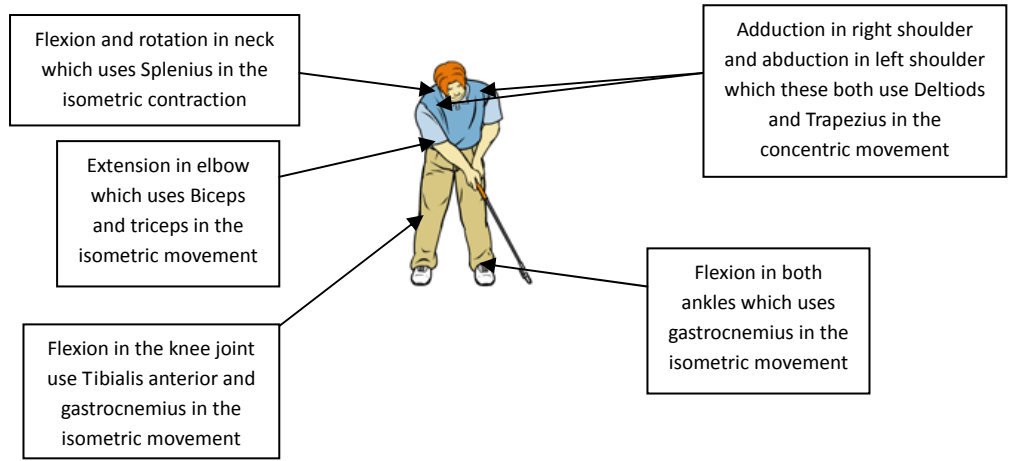 Flexion and rotation in neck
which uses Splenius in the
isometric contraction
Adduction in right shoulder
and abduction in left shoulder
which these both use Deltiods
and Trapezius in the
concentric movement
Extension in elbow
which uses Biceps
and triceps in the
isometric movement
Flexion in both
ankles which uses
gastrocnemius in the
isometric movement
Flexion in the knee joint
use Tibialis anterior and
gastrocnemius in the
isometric movement